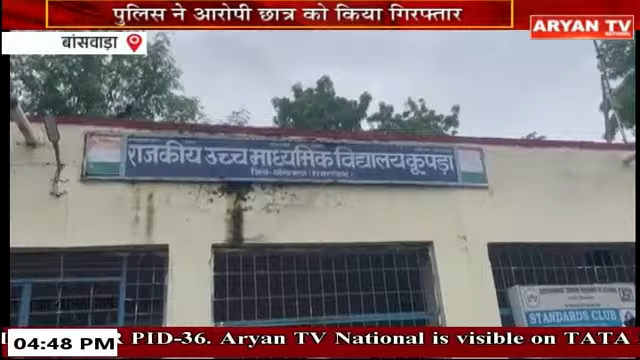 पुलिस ने आरोपी छात्र को किया गिरफ्तार
ARYAN TV
NATIONAL
बांसवाड़ा
राजकीय उच्च माध्यमिक विद्यालय कूपड़ा
STANDARDS CLUB
PID-36. Aryan TV National is visible on TATA
04:48 PM